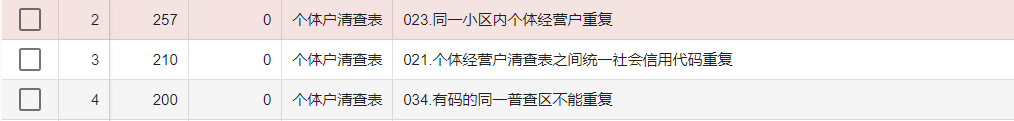 2 257 0 个体户清查表 023.同一小区内个体经营户重复
3 210 0 个体户清查表 021.个体经营户清查表之间统一社会信用代码重复
4 200 0 个体户清查表 034.有码的同一普查区不能重复